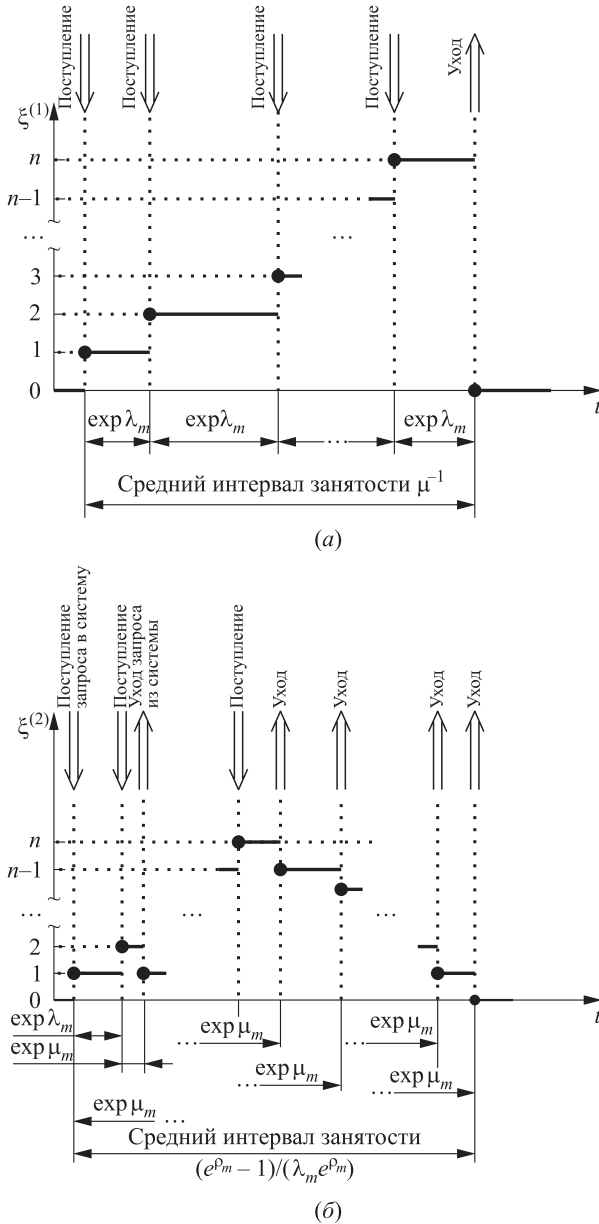 Поступление
Поступление
Поступление
Поступление
Уход
ξ(1)
n
n–1
... ...
3
2
1
0
t
exp λm
expλm
...
exp λm
Средний интервал занятости μ–1
(а)
Поступление
запроса в систему
Поступление
Уход запроса
из системы
Поступление
Уход
Уход
Уход
Уход
ξ(2)
n
n–1
... ... ...
2
1
0
t
exp λm
... exp μm
... exp μm
exp μm
... exp μm
... exp μm
exp μm ...
Средний интервал занятости
(eρm – 1)/(λmeρm)
(б)